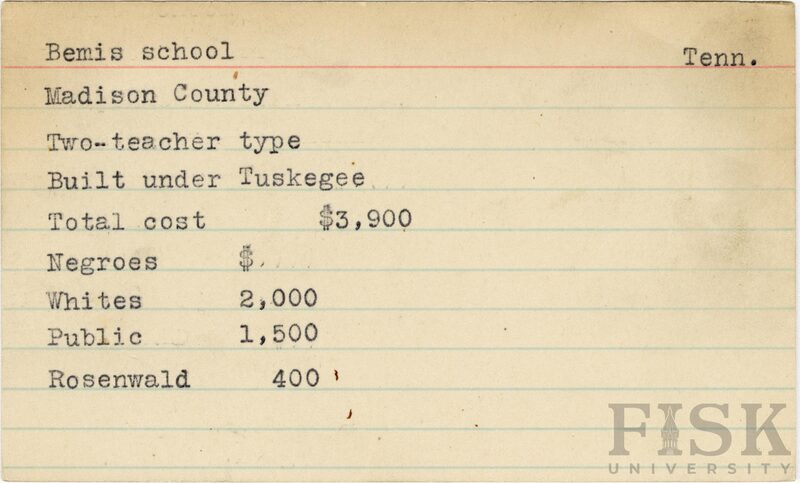 Bemis school Tenn.
Madison County
Two-teacher type
Built under Tuskegee
Total cost $3,900
Negroes $
Whites 2,000
Public 1,500
Rosenwald 400
FISK
UNIVERSITY